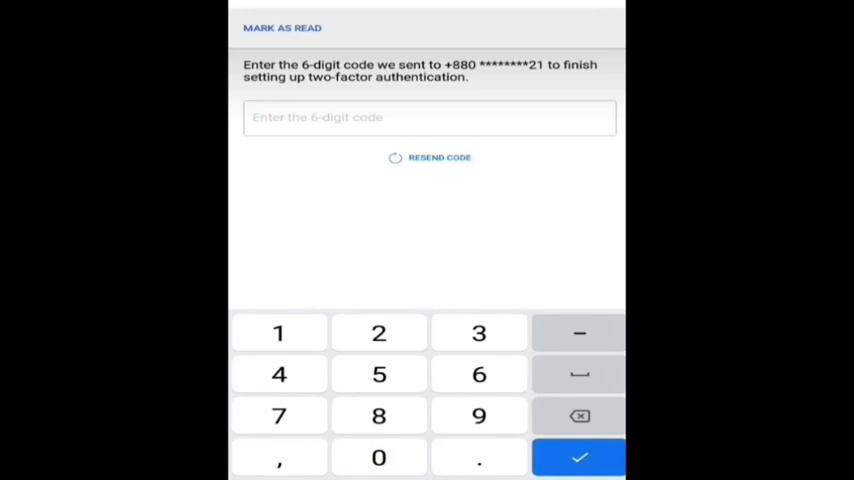 MARK AS READ
Enter the 6-digit code we sent to +880 ********21 to finish
setting up two-factor authentication.
Enter the 6-digit code
RESEND CODE
1 2 3 -
4 5 6
7 8 9
, 0 .